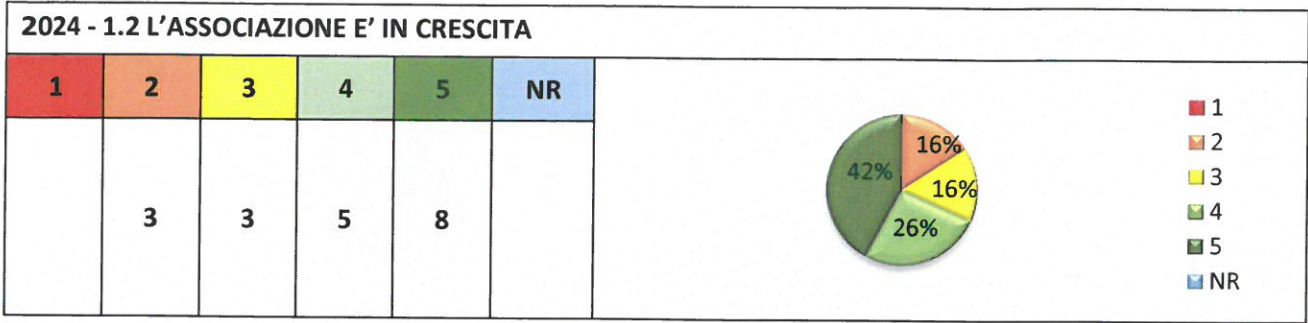 2024 - 1.2 L'ASSOCIAZIONE E' IN CRESCITA
1 2 3 4 5 NR
3 3 5 8
16%
42%
16%
26%
1
2
3
4
5
NR